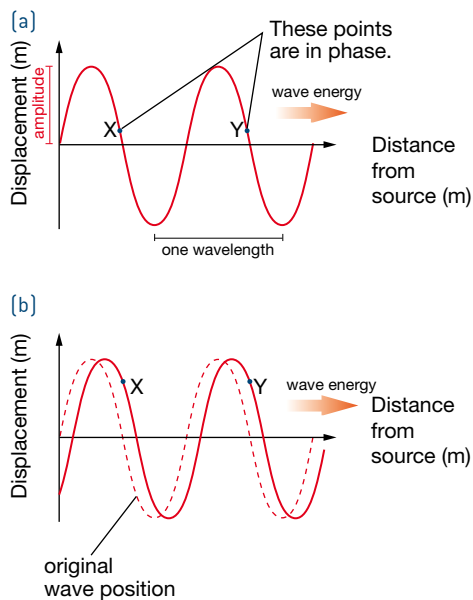 (a)
These points
are in phase.
Displacement (m)
amplitude
X
Y
wave energy
Distance
from
source (m)
one wavelength
(b)
Displacement (m)
X
Y
wave energy
Distance
from
source (m)
original
wave position